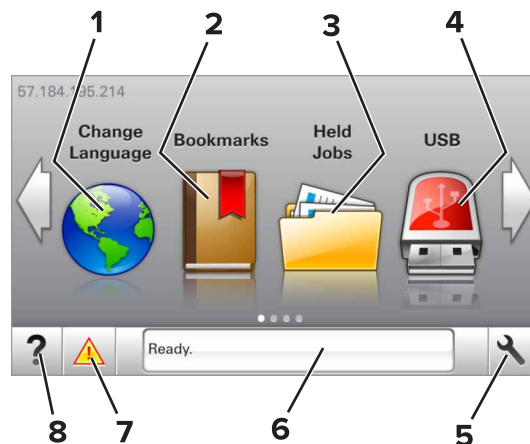 1 2 3 4
57.184.195.214
Change
Language
Bookmarks
Held
Jobs
USB
?
Ready.
8 7 6 5